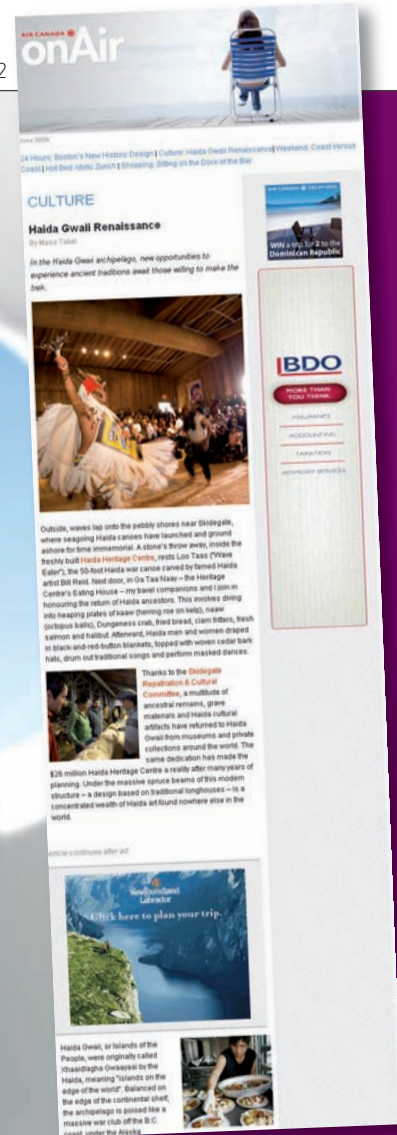 2
AIR CANADA
onAir
June 2006
24 Hours: Boston's New Historic Design | Culture: Haida Gwaii Renaissance | Weekend: Coast Versus
Coast | Hot Bed: Idyllic Zurich | Shopping: Sitting on the Dock of the Bay
CULTURE
Haida Gwaii Renaissance
By Masa Takei
In the Haida Gwaii archipelago, new opportunities to
experience ancient traditions await those willing to make the
trek.
Outside, waves lap onto the pebbly shores near Skidegate,
where seagoing Haida canoes have launched and ground
ashore for time immemorial. A stone's throw away, inside the
freshly built Haida Heritage Centre, rests Loo Taas ("Wave
Eater"), the 50-foot Haida war canoe carved by famed Haida
artist Bill Reid. Next door, in Ga Taa Naay – the Heritage
Centre's Eating House – my travel companions and I join in
honouring the return of Haida ancestors. This involves diving
into heaping plates of kaaw (herring roe on kelp), naaw
(octopus balls), Dungeness crab, fried bread, clam fritters, fresh
salmon and halibut. Afterward, Haida men and women draped
in black-and-red-button blankets, topped with woven cedar bark
hats, drum out traditional songs and perform masked dances.
Thanks to the Skidegate
Repatriation & Cultural
Committee, a multitude of
ancestral remains, grave
materials and Haida cultural
artifacts have returned to Haida
Gwaii from museums and private
collections around the world. The
same dedication has made the
$26 million Haida Heritage Centre a reality after many years of
planning. Under the massive spruce beams of this modern
structure – a design based on traditional longhouses – is a
concentrated wealth of Haida art found nowhere else in the
world.
article continues after ad
Newfoundland
Labrador
Click here to plan your trip.
Haida Gwaii, or Islands of the
People, were originally called
Xhaaidlagha Gwaayaai by the
Haida, meaning "islands on the
edge of the world". Balanced on
the edge of the continental shelf,
the archipelago is poised like a
massive war club off the B.C.
coast, under the Alaska
AIR CANADA VACATIONS
WIN a trip for 2 to the
Dominican Republic
BDO
MORE THAN
YOU THINK.
INSURANCE
ACCOUNTING
TAXATION
ADVISORY SERVICES